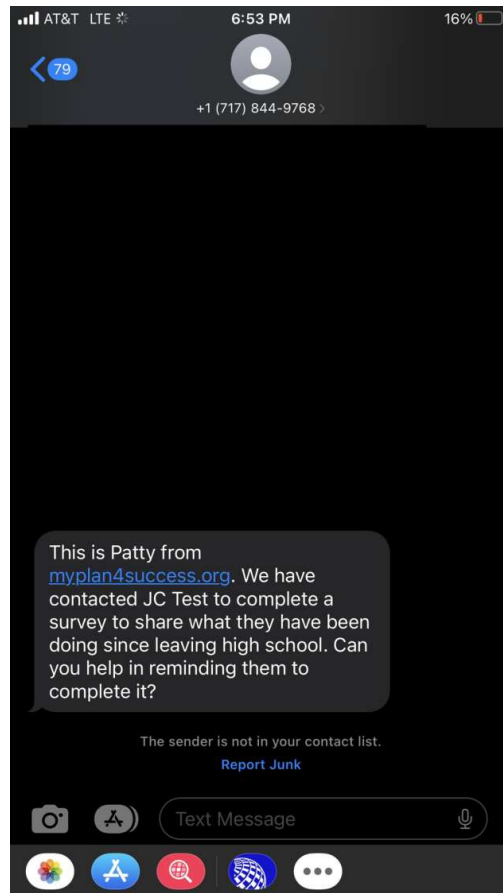 AT&T LTE 6:53 PM 16%
79
+1 (717) 844-9768 >
This is Patty from
myplan4success.org. We have
contacted JC Test to complete a
survey to share what they have been
doing since leaving high school. Can
you help in reminding them to
complete it?
The sender is not in your contact list.
Report Junk
Text Message